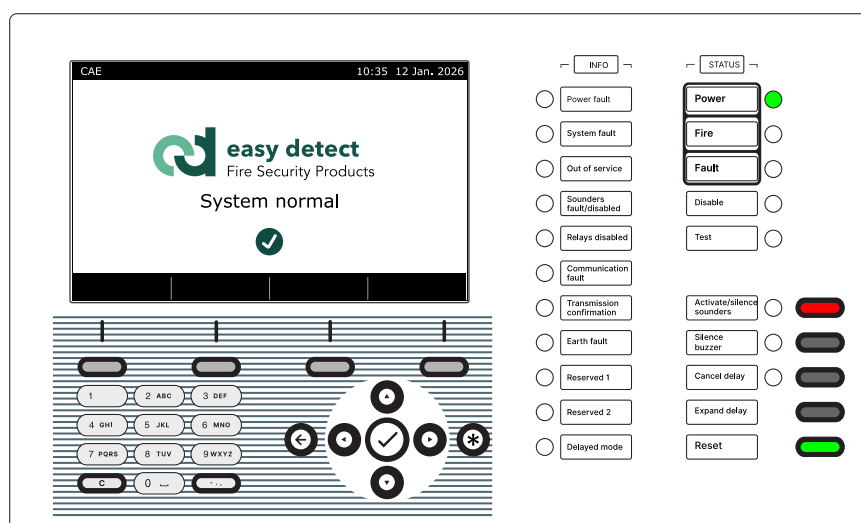 CAE
10:35 12 Jan. 2026
easy detect
Fire Security Products
System normal
1
2 ABC
3 DEF
4 GHI
5 JKL
6 MNO
7 PQRS
8 TUV
9 WXYZ
C
0 ⌴
- . ,
INFO
Power fault
System fault
Out of service
Sounders
fault/disabled
Relays disabled
Communication
fault
Transmission
confirmation
Earth fault
Reserved 1
Reserved 2
Delayed mode
STATUS
Power
Fire
Fault
Disable
Test
Activate/silence
sounders
Silence
buzzer
Cancel delay
Expand delay
Reset